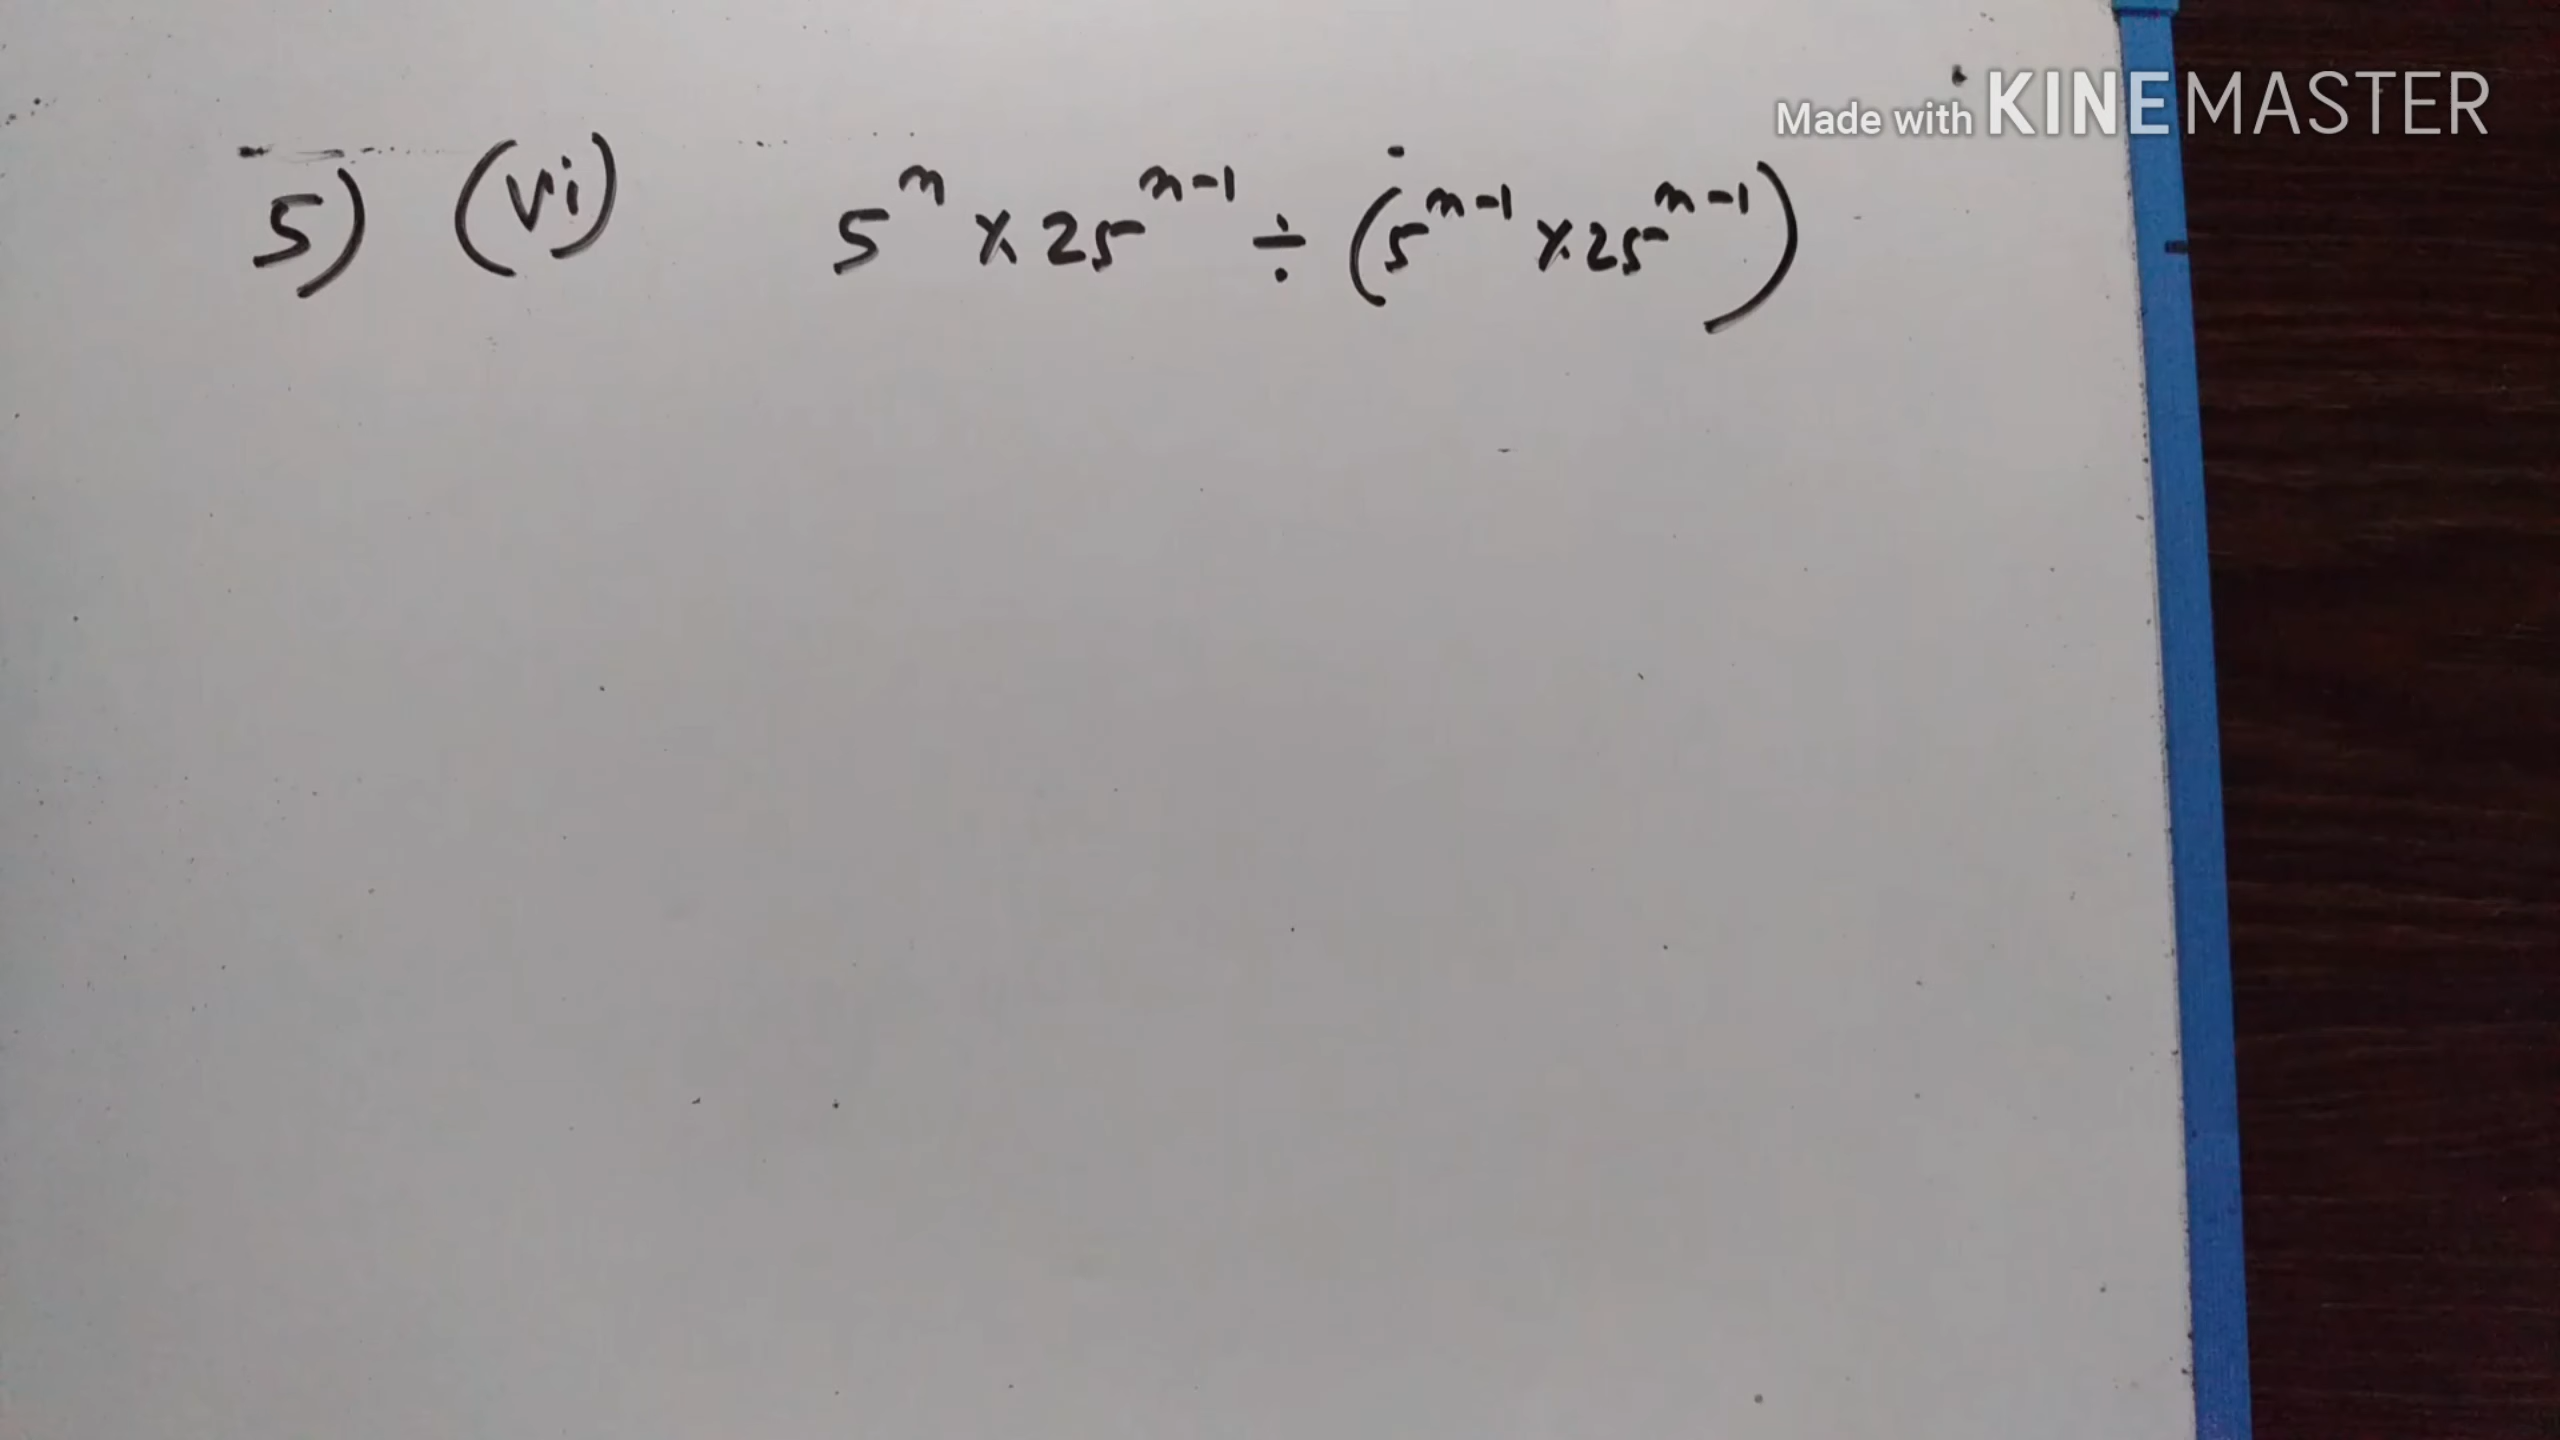 Made with KINEMASTER
5) (vi) 5^n × 25^{n-1} ÷ (5^{n-1} × 25^{n-1})